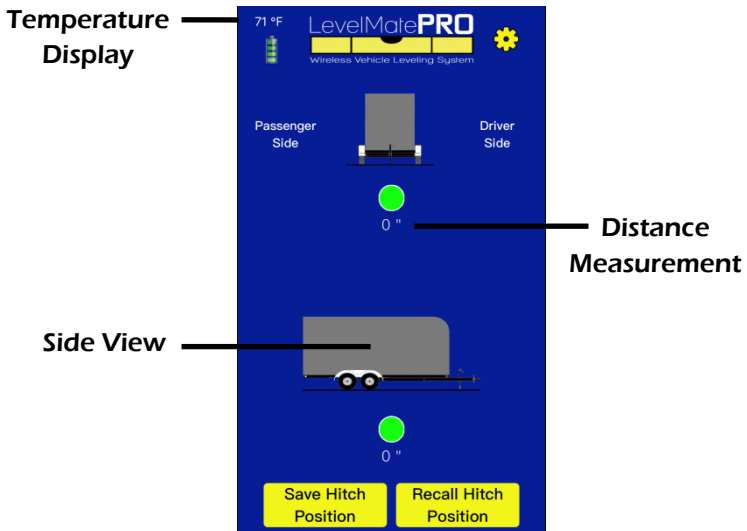 Temperature
Display
71 °F
LevelMatePRO
Wireless Vehicle Leveling System
Passenger
Side
Driver
Side
0 "
Distance
Measurement
Side View
0 "
Save Hitch
Position
Recall Hitch
Position